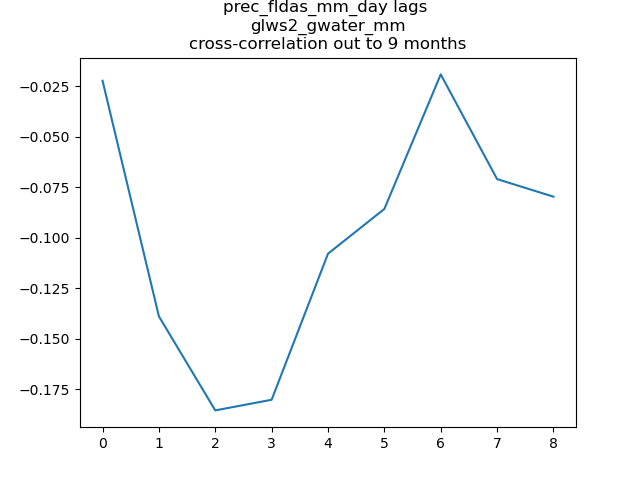 prec_fldas_mm_day lags
glws2_gwater_mm
cross-correlation out to 9 months
−0.025
−0.050
−0.075
−0.100
−0.125
−0.150
−0.175
0 1 2 3 4 5 6 7 8